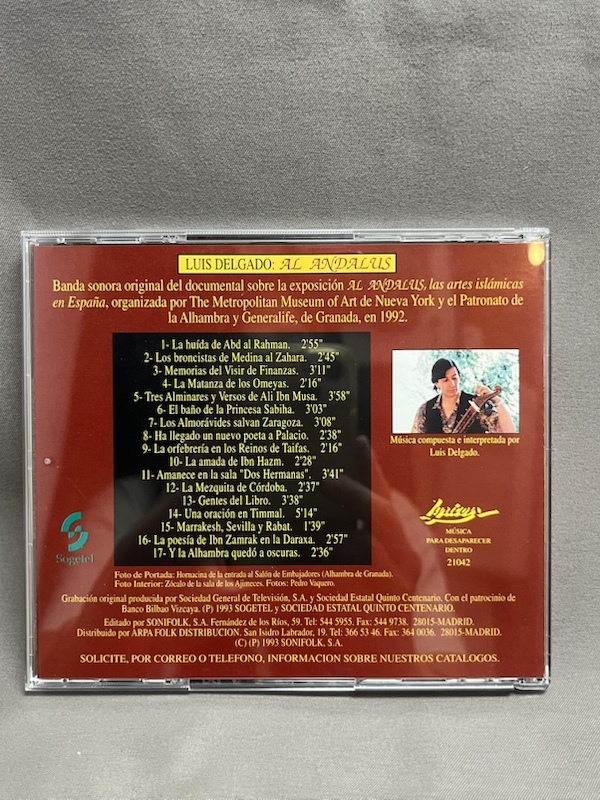 LUIS DELGADO: AL ANDALUS
Banda sonora original del documental sobre la exposición AL ANDALUS, las artes islámicas
en España, organizada por The Metropolitan Museum of Art de Nueva York y el Patronato de
la Alhambra y Generalife, de Granada, en 1992.
1- La huída de Abd al Rahman. 2'55"
2- Los broncistas de Medina al Zahara. 2'45"
3- Memorias del Visir de Finanzas. 3'11"
4- La Matanza de los Omeyas. 2'16"
5- Tres Alminares y Versos de Ali Ibn Musa. 3'58"
6- El baño de la Princesa Sabiha. 3'03"
7- Los Almorávides salvan Zaragoza. 3'08"
8- Ha llegado un nuevo poeta a Palacio. 2'38"
9- La orfebrería en los Reinos de Taifas. 2'16"
10- La amada de Ibn Hazm. 2'28"
11- Amanece en la sala "Dos Hermanas". 3'41"
12- La Mezquita de Córdoba. 2'37"
13- Gentes del Libro. 3'38"
14- Una oración en Timmal. 5'14"
15- Marrakesh, Sevilla y Rabat. 1'39"
16- La poesía de Ibn Zamrak en la Daraxa. 2'57"
17- Y la Alhambra quedó a oscuras. 2'36"
Música compuesta e interpretada por
Luis Delgado.
Sogetel
MÚSICA
PARA DESAPARECER
DENTRO
21042
Foto de Portada: Hornacina de la entrada al Salón de Embajadores (Alhambra de Granada).
Foto Interior: Zócalo de la sala de los Ajimeces. Fotos: Pedro Vaquero.
Grabación original producida por Sociedad General de Televisión, S.A. y Sociedad Estatal Quinto Centenario. Con el patrocinio de
Banco Bilbao Vizcaya. (P) 1993 SOGETEL y SOCIEDAD ESTATAL QUINTO CENTENARIO.
Editado por SONIFOLK, S.A. Fernández de los Ríos, 59. Tel: 544 5955. Fax: 544 9738. 28015-MADRID.
Distribuido por ARPA FOLK DISTRIBUCION. San Isidro Labrador, 19. Tel: 366 53 46. Fax: 364 0036. 28015-MADRID.
(C) (P) 1993 SONIFOLK, S.A.
SOLICITE, POR CORREO O TELEFONO, INFORMACION SOBRE NUESTROS CATALOGOS.